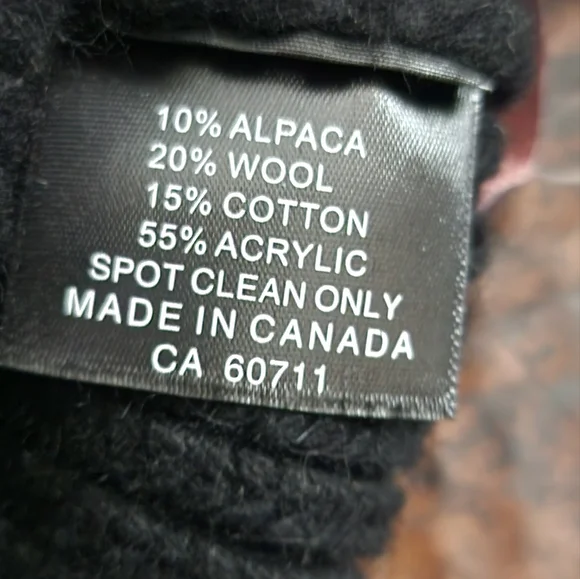 10% ALPACA
20% WOOL
15% COTTON
55% ACRYLIC
SPOT CLEAN ONLY
MADE IN CANADA
CA 60711